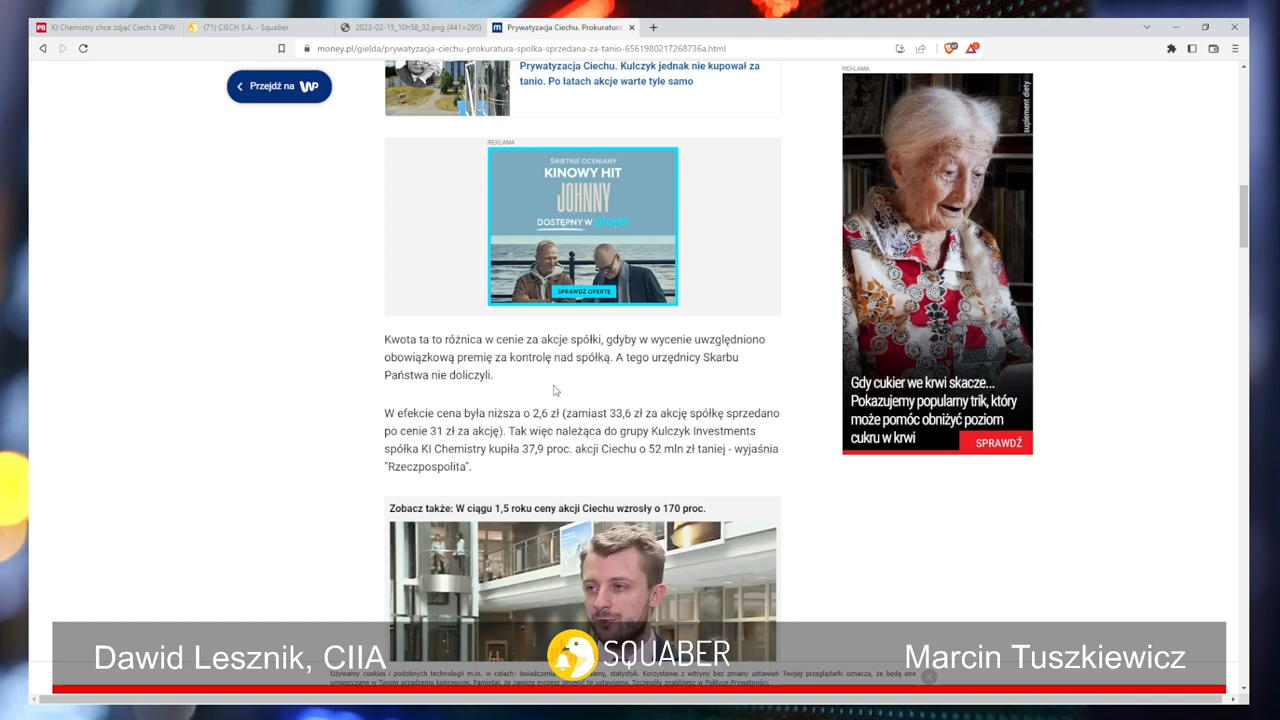 KI Chemistry chce zdjąć Ciech z GPW
(71) CIECH S.A. - Squaber
2023-02-15_10h58_32.png (441×295)
Prywatyzacja Ciechu. Prokuratura
money.pl/gielda/prywatyzacja-ciechu-prokuratura-spolka-sprzedana-za-tanio-6561980217268736a.html
Przejdź na WP
Prywatyzacja Ciechu. Kulczyk jednak nie kupował za
tanio. Po latach akcje warte tyle samo
REKLAMA
ŚWIETNIE OCENIANY
KINOWY HIT
JOHNNY
DOSTĘPNY W player
SPRAWDŹ OFERTĘ
REKLAMA
suplement diety
Gdy cukier we krwi skacze...
Pokazujemy popularny trik, który
może pomóc obniżyć poziom
cukru w krwi
SPRAWDŹ
Kwota ta to różnica w cenie za akcje spółki, gdyby w wycenie uwzględniono
obowiązkową premię za kontrolę nad spółką. A tego urzędnicy Skarbu
Państwa nie doliczyli.
W efekcie cena była niższa o 2,6 zł (zamiast 33,6 zł za akcję spółkę sprzedano
po cenie 31 zł za akcję). Tak więc należąca do grupy Kulczyk Investments
spółka KI Chemistry kupiła 37,9 proc. akcji Ciechu o 52 mln zł taniej - wyjaśnia
"Rzeczpospolita".
Zobacz także: W ciągu 1,5 roku ceny akcji Ciechu wzrosły o 170 proc.
Dawid Lesznik, CIIA
SQUABER
Marcin Tuszkiewicz
Używamy cookies i podobnych technologii m.in. w celach: świadczenia reklamy, statystyk. Korzystanie z witryny bez zmiany ustawień Twojej przeglądarki oznacza, że będą one
umieszczane w Twoim urządzeniu końcowym. Pamiętaj, że zawsze możesz zmienić te ustawienia. Szczegóły znajdziesz w Polityce Prywatności.